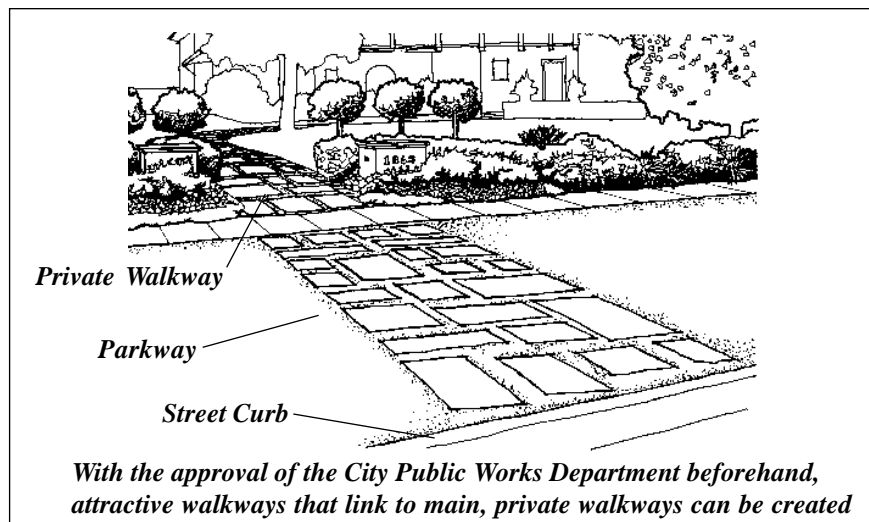 1863
Private Walkway
Parkway
Street Curb
With the approval of the City Public Works Department beforehand,
attractive walkways that link to main, private walkways can be created